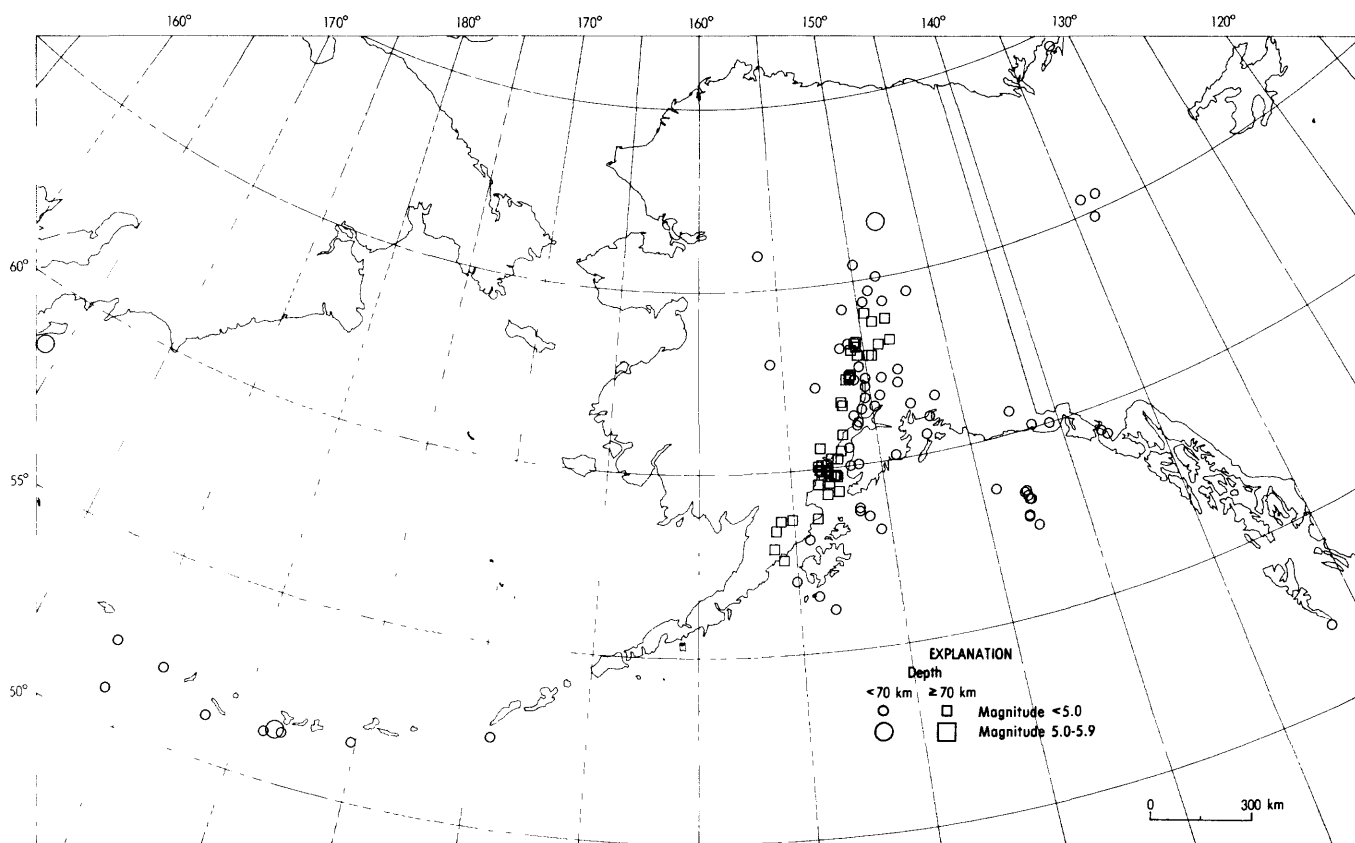 160° 170° 170° 160° 150° 140° 130° 120°
60°
55°
50°
EXPLANATION
Depth
<70 km ≥70 km
Magnitude <5.0
Magnitude 5.0-5.9
0 300 km